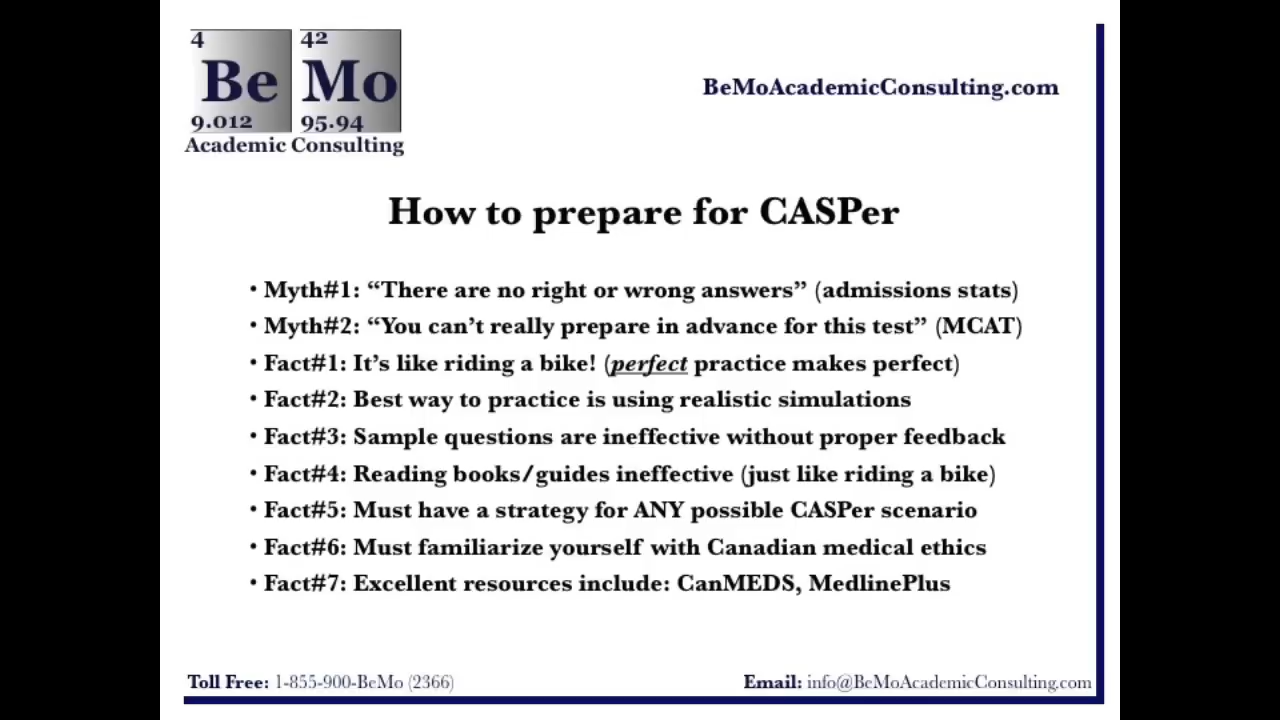 4 42
Be Mo
9.012 95.94
Academic Consulting
BeMoAcademicConsulting.com
How to prepare for CASPer
• Myth#1: “There are no right or wrong answers” (admissions stats)
• Myth#2: “You can’t really prepare in advance for this test” (MCAT)
• Fact#1: It’s like riding a bike! (perfect practice makes perfect)
• Fact#2: Best way to practice is using realistic simulations
• Fact#3: Sample questions are ineffective without proper feedback
• Fact#4: Reading books/guides ineffective (just like riding a bike)
• Fact#5: Must have a strategy for ANY possible CASPer scenario
• Fact#6: Must familiarize yourself with Canadian medical ethics
• Fact#7: Excellent resources include: CanMEDS, MedlinePlus
Toll Free: 1-855-900-BeMo (2366)
Email: info@BeMoAcademicConsulting.com